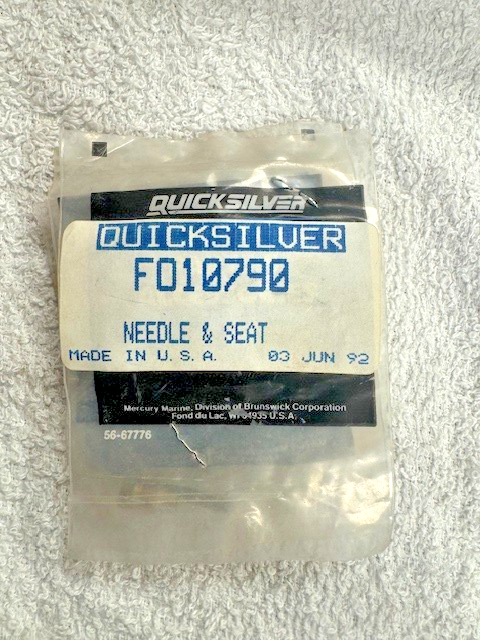 QUICKSILVER
QUICKSILVER
FO10790
NEEDLE & SEAT
MADE IN U.S.A. 03 JUN 92
Mercury Marine, Division of Brunswick Corporation
Fond du Lac, WI 54935 U.S.A.
56-67776